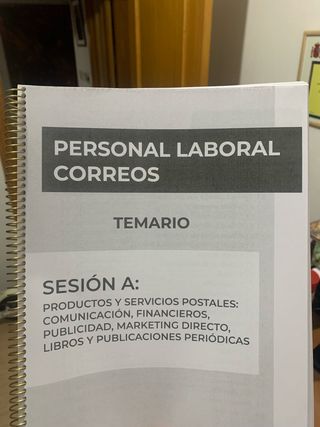 PERSONAL LABORAL
CORREOS
TEMARIO
SESIÓN A:
PRODUCTOS Y SERVICIOS POSTALES:
COMUNICACIÓN, FINANCIEROS,
PUBLICIDAD, MARKETING DIRECTO,
LIBROS Y PUBLICACIONES PERIÓDICAS